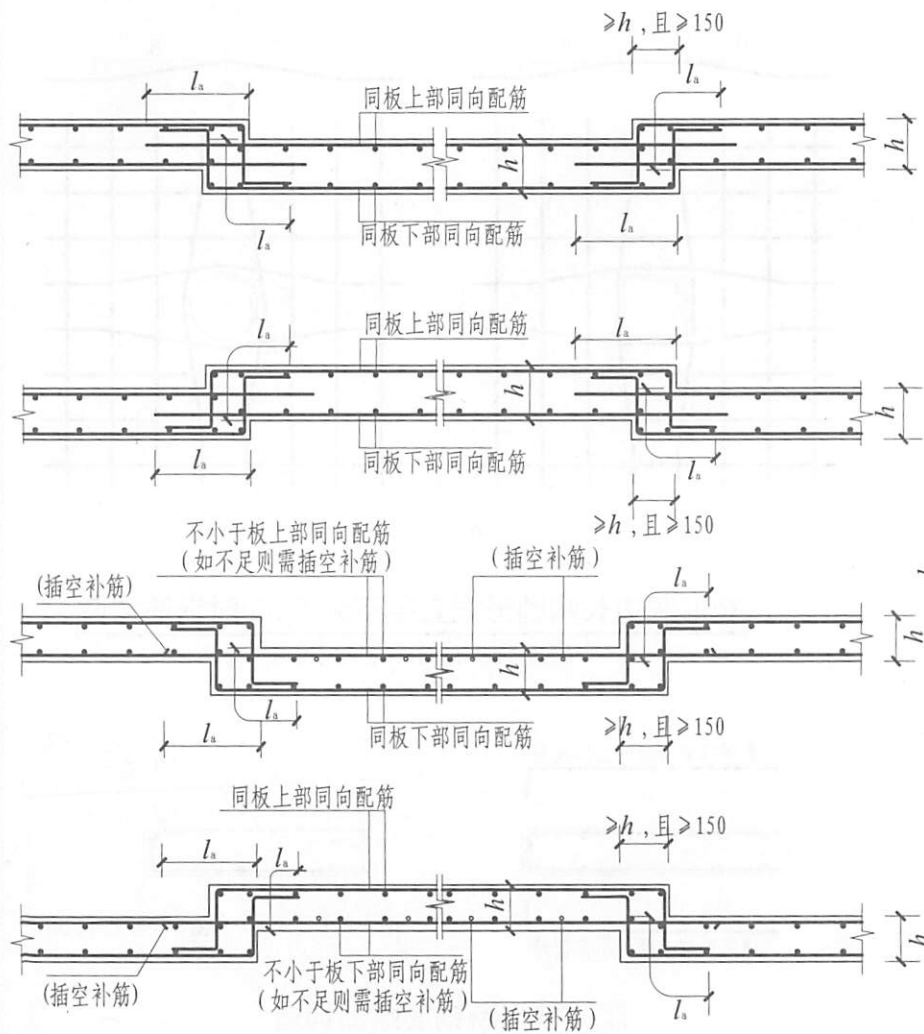 ≥h,且≥150
la
la
同板上部同向配筋
h
h
la
同板下部同向配筋
la
la
同板上部同向配筋
la
h
h
la
同板下部同向配筋
la
≥h,且≥150
不小于板上部同向配筋
(如不足则需插空补筋)
(插空补筋)
(插空补筋)
la
h
h
la
la
同板下部同向配筋
≥h,且≥150
同板上部同向配筋
≥h,且≥150
la
la
h
h
(插空补筋)
不小于板下部同向配筋
(如不足则需插空补筋)
(插空补筋)
la